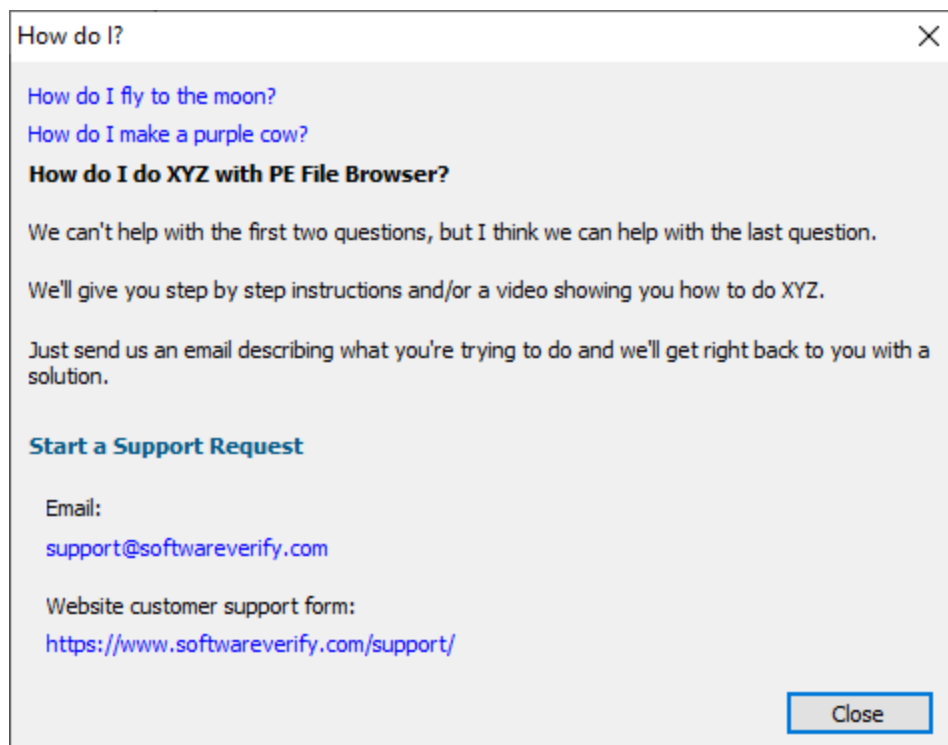 How do I?
How do I fly to the moon?
How do I make a purple cow?
How do I do XYZ with PE File Browser?
We can't help with the first two questions, but I think we can help with the last question.
We'll give you step by step instructions and/or a video showing you how to do XYZ.
Just send us an email describing what you're trying to do and we'll get right back to you with a
solution.
Start a Support Request
Email:
support@softwareverify.com
Website customer support form:
https://www.softwareverify.com/support/
Close